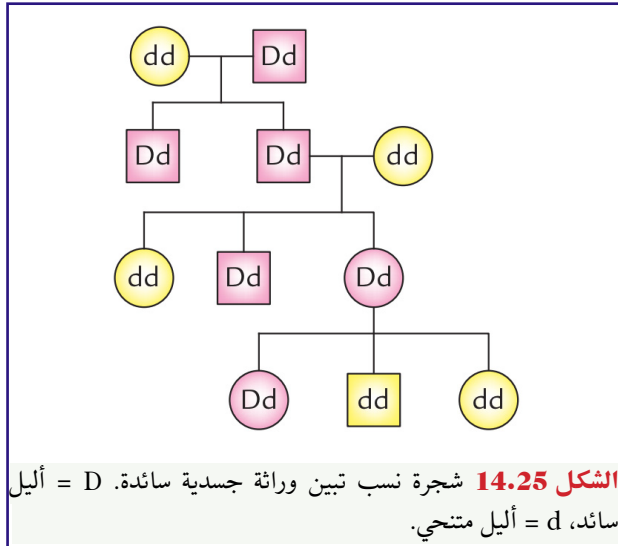 dd Dd
Dd Dd dd
dd Dd Dd
Dd dd dd
الشكل 14.25 شجرة نسب تبين وراثة جسدية سائدة. D = أليل
سائد، d = أليل متنحي.